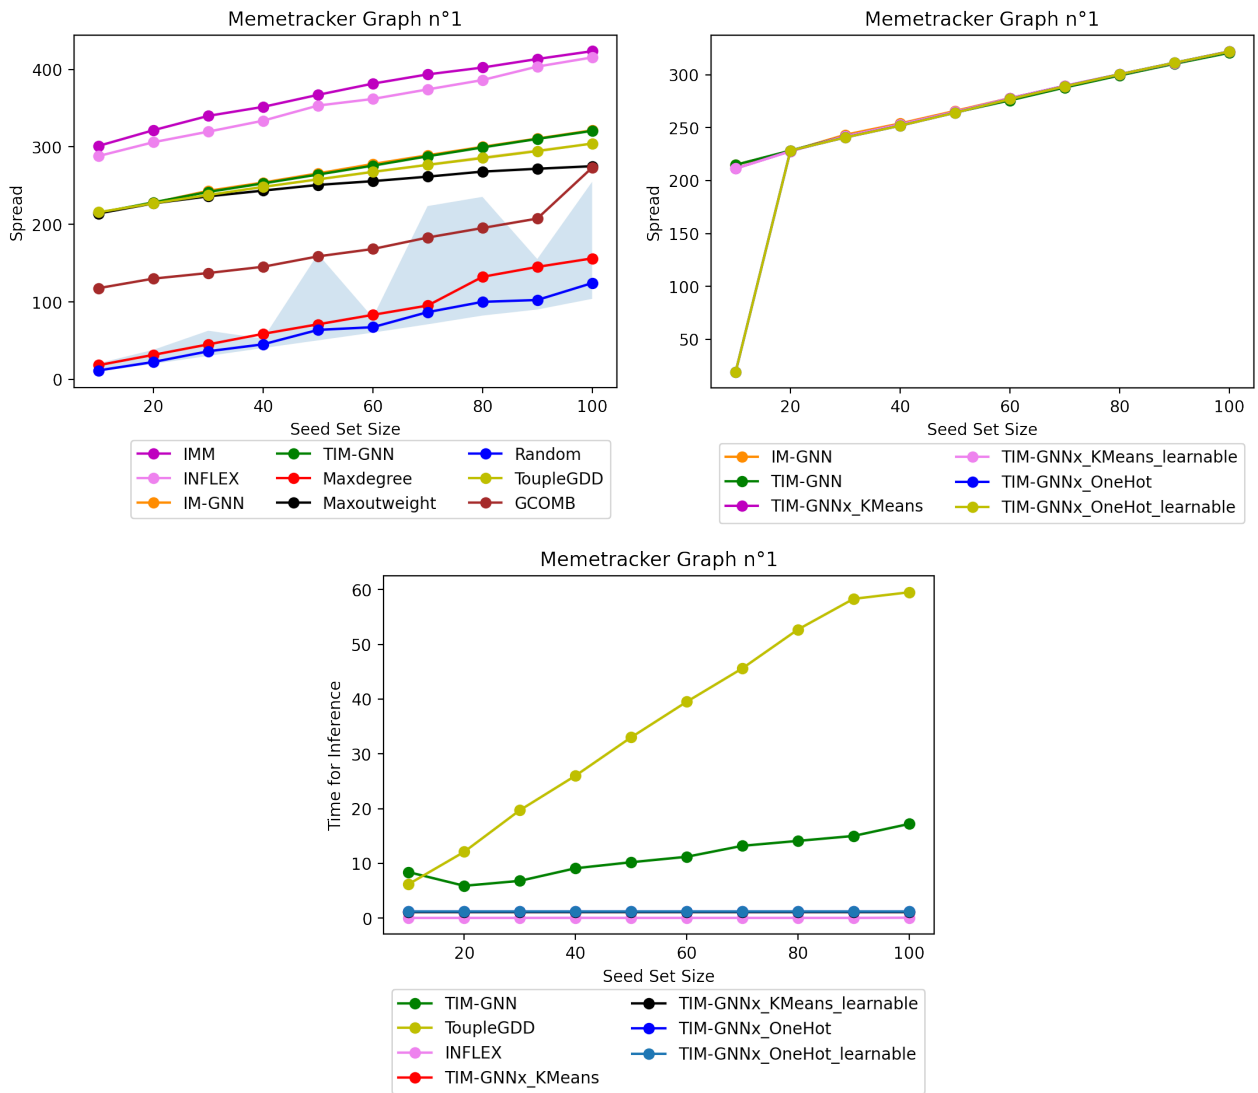 Memetracker Graph n°1
Spread
400
300
200
100
0
20 40 60 80 100
Seed Set Size
IMM TIM-GNN Random
INFLEX Maxdegree ToupleGDD
IM-GNN Maxoutweight GCOMB
Memetracker Graph n°1
Spread
300
250
200
150
100
50
20 40 60 80 100
Seed Set Size
IM-GNN TIM-GNNx_KMeans_learnable
TIM-GNN TIM-GNNx_OneHot
TIM-GNNx_KMeans TIM-GNNx_OneHot_learnable
Memetracker Graph n°1
Time for Inference
60
50
40
30
20
10
0
20 40 60 80 100
Seed Set Size
TIM-GNN TIM-GNNx_KMeans_learnable
ToupleGDD TIM-GNNx_OneHot
INFLEX TIM-GNNx_OneHot_learnable
TIM-GNNx_KMeans